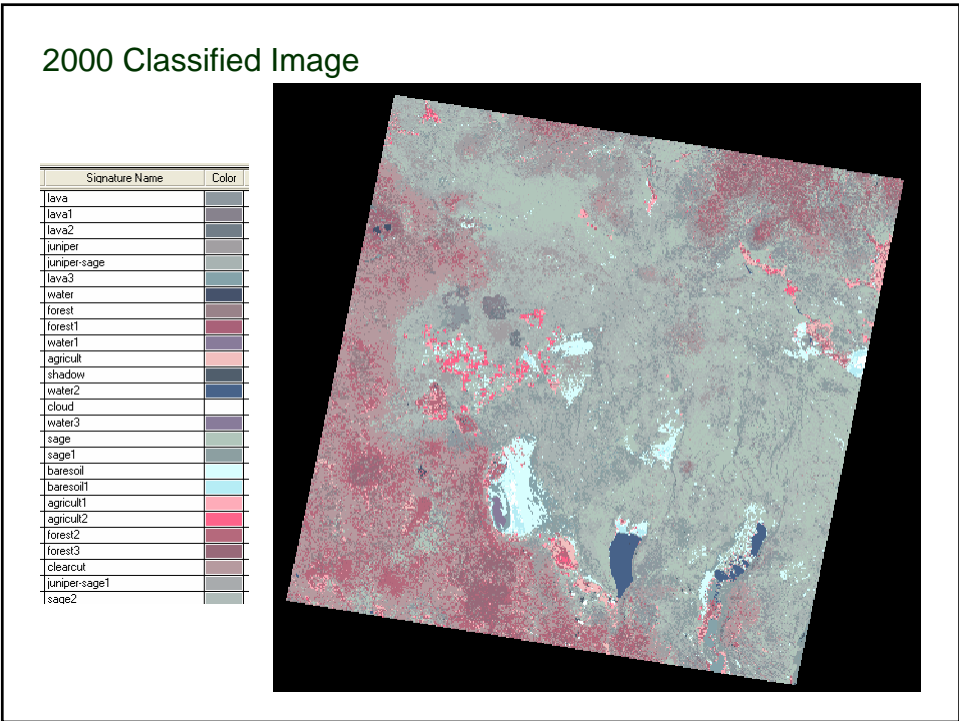 2000 Classified Image
Signature Name Color
lava
lava1
lava2
juniper
juniper-sage
lava3
water
forest
forest1
water1
agricult
shadow
water2
cloud
water3
sage
sage1
baresoil
baresoil1
agricult1
agricult2
forest2
forest3
clearcut
juniper-sage1
sage2